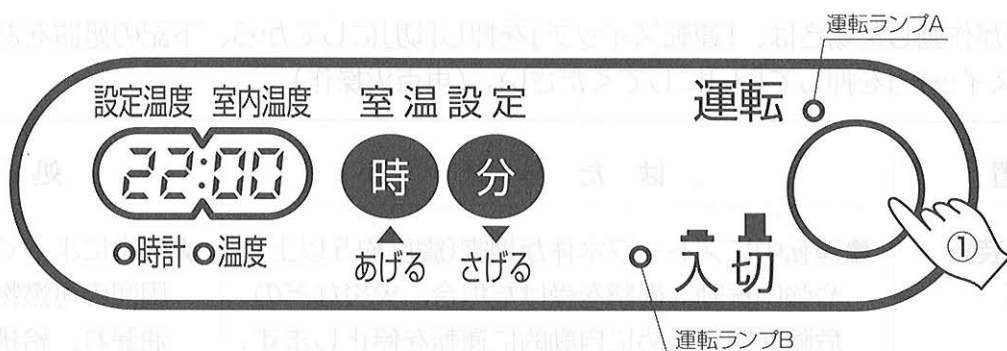 運転ランプA
設定温度 室内温度 室温設定 運転
22:00 時 分
時計 温度 あげる さげる 入 切 ①
運転ランプB